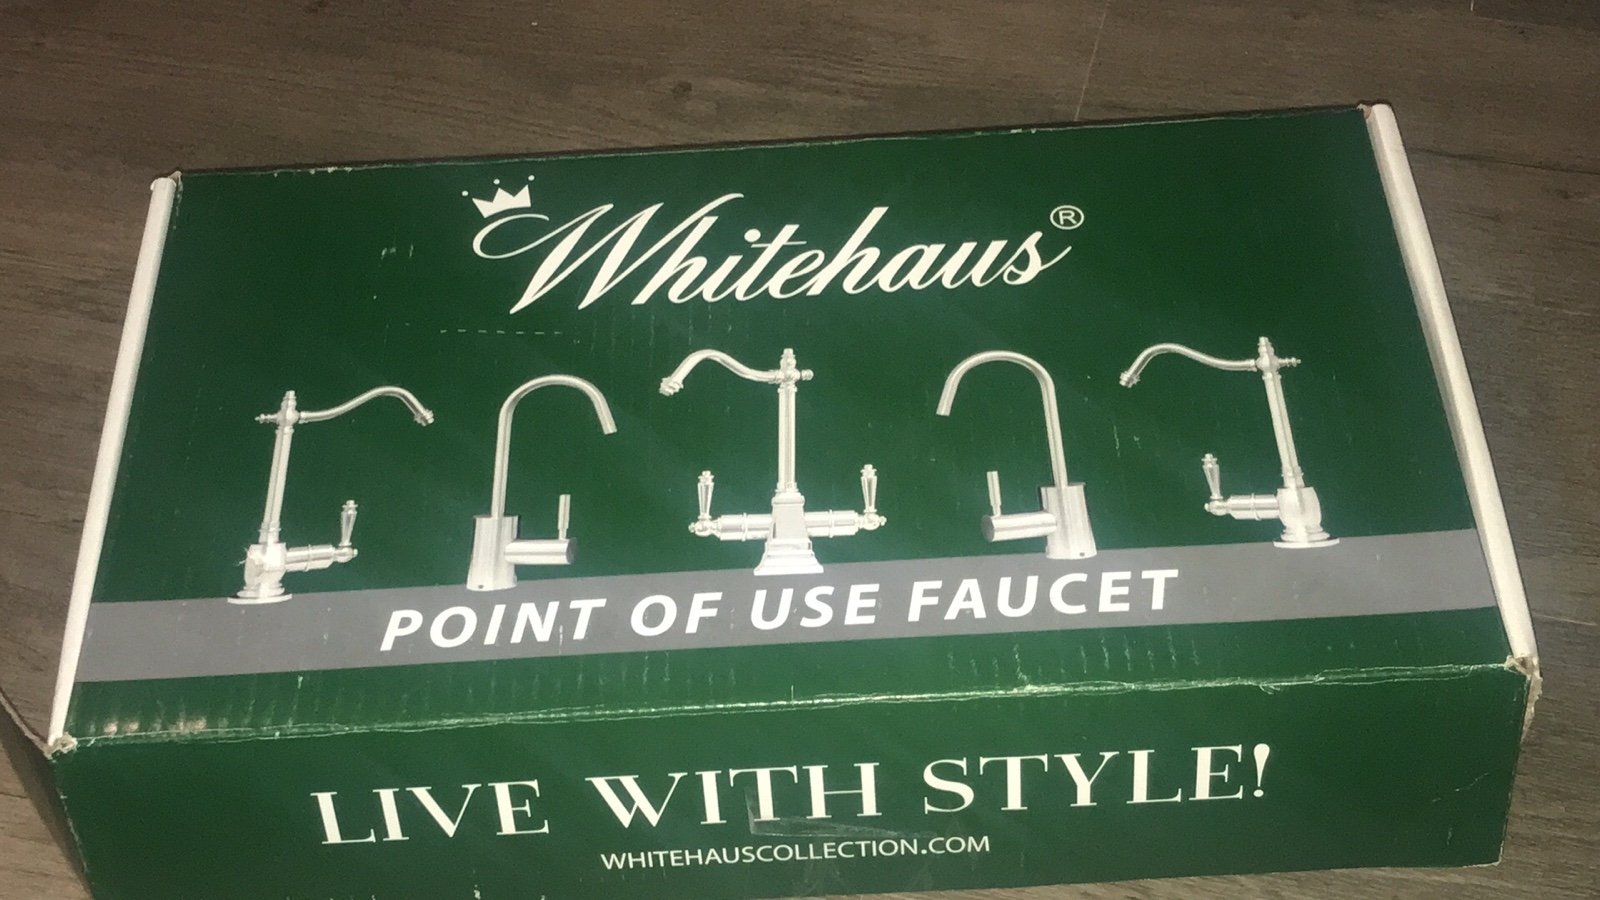 Whitehaus®
POINT OF USE FAUCET
LIVE WITH STYLE!
WHITEHAUSCOLLECTION.COM